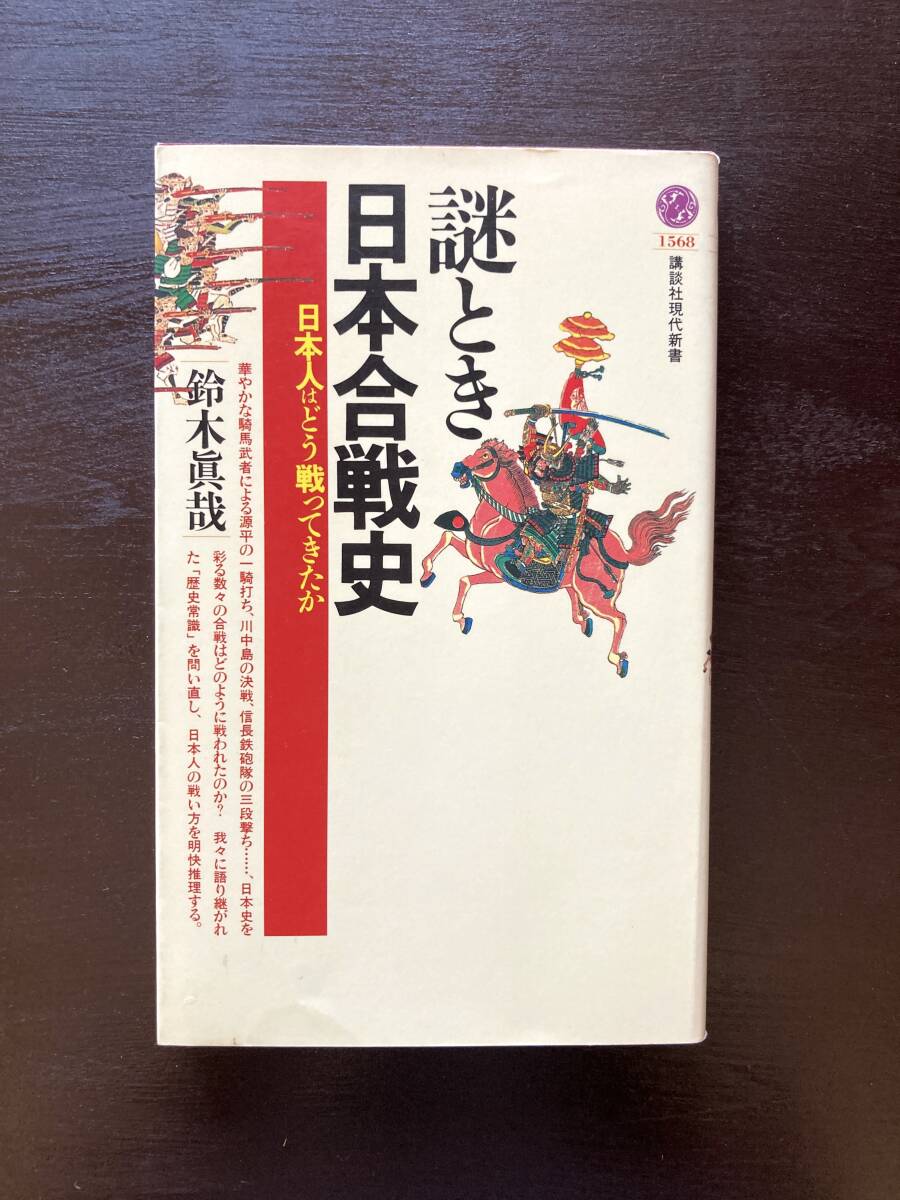 1568
講談社現代新書
謎とき
日本合戦史
日本人はどう戦ってきたか
鈴木眞哉
華やかな騎馬武者による源平の一騎打ち、川中島の決戦、信長鉄砲隊の三段撃ち……、日本史を
彩る数々の合戦はどのように戦われたのか? 我々に語り継がれ
た「歴史常識」を問い直し、日本人の戦い方を明快推理する。